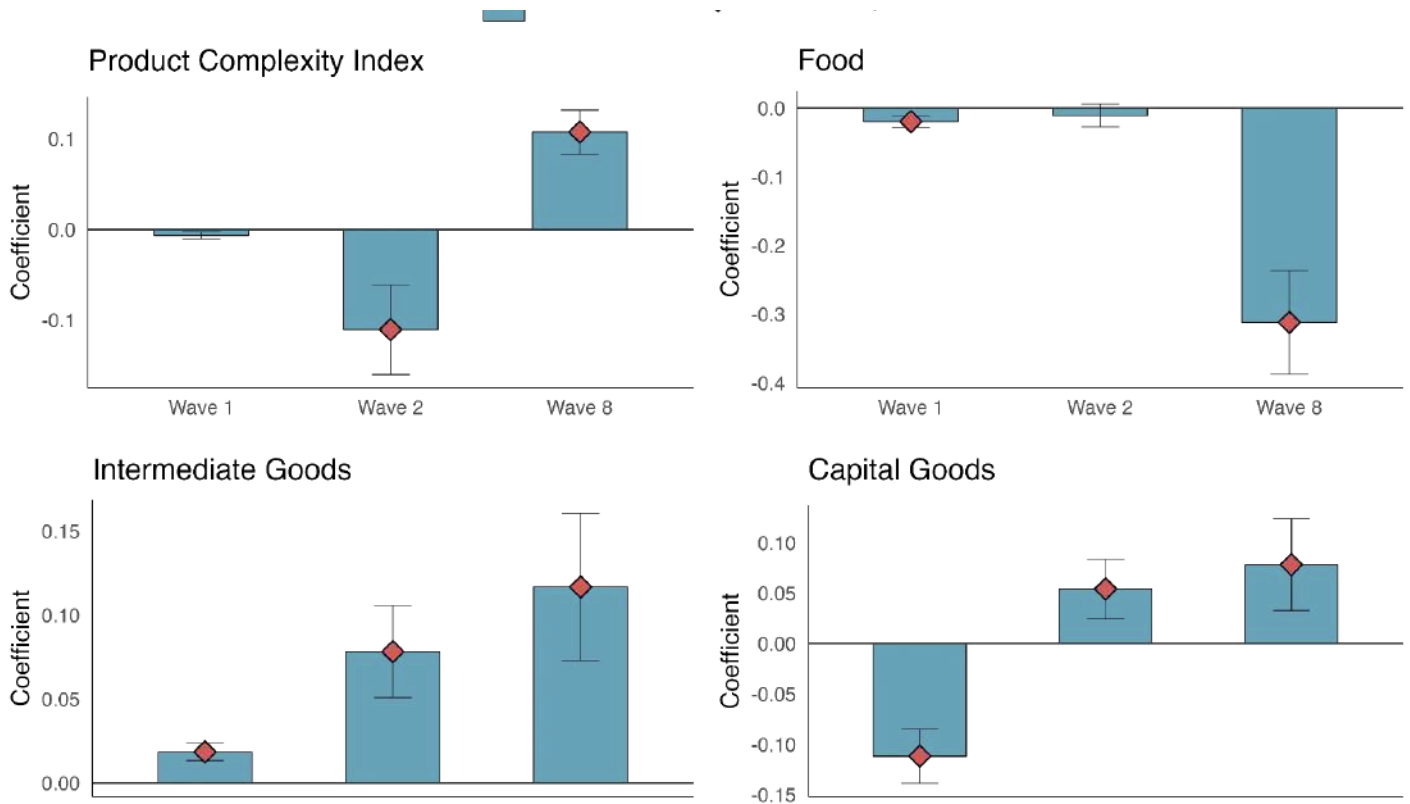 Product Complexity Index
Coefficient
0.1
0.0
-0.1
Wave 1 Wave 2 Wave 8
Food
Coefficient
0.0
-0.1
-0.2
-0.3
-0.4
Wave 1 Wave 2 Wave 8
Intermediate Goods
Coefficient
0.15
0.10
0.05
0.00
Capital Goods
Coefficient
0.10
0.05
0.00
-0.05
-0.10
-0.15